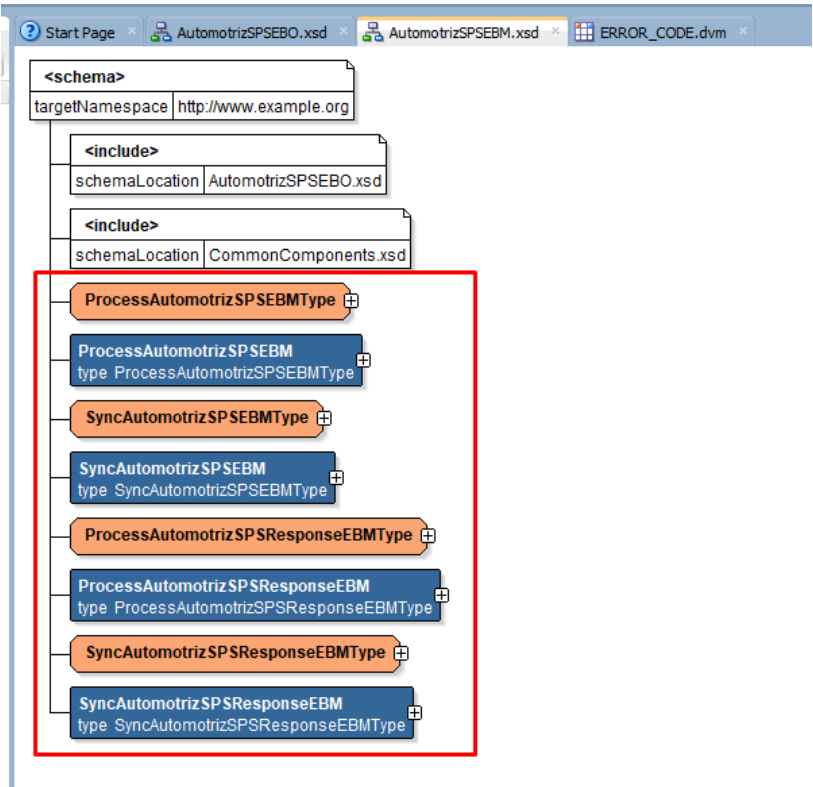 Start Page AutomotrizSPSEBO.xsd AutomotrizSPSEBM.xsd ERROR_CODE.dvm
<schema>
targetNamespace http://www.example.org
<include>
schemaLocation AutomotrizSPSEBO.xsd
<include>
schemaLocation CommonComponents.xsd
ProcessAutomotrizSPSEBMType
ProcessAutomotrizSPSEBM
type ProcessAutomotrizSPSEBMType
SyncAutomotrizSPSEBMType
SyncAutomotrizSPSEBM
type SyncAutomotrizSPSEBMType
ProcessAutomotrizSPSResponseEBMType
ProcessAutomotrizSPSResponseEBM
type ProcessAutomotrizSPSResponseEBMType
SyncAutomotrizSPSResponseEBMType
SyncAutomotrizSPSResponseEBM
type SyncAutomotrizSPSResponseEBMType